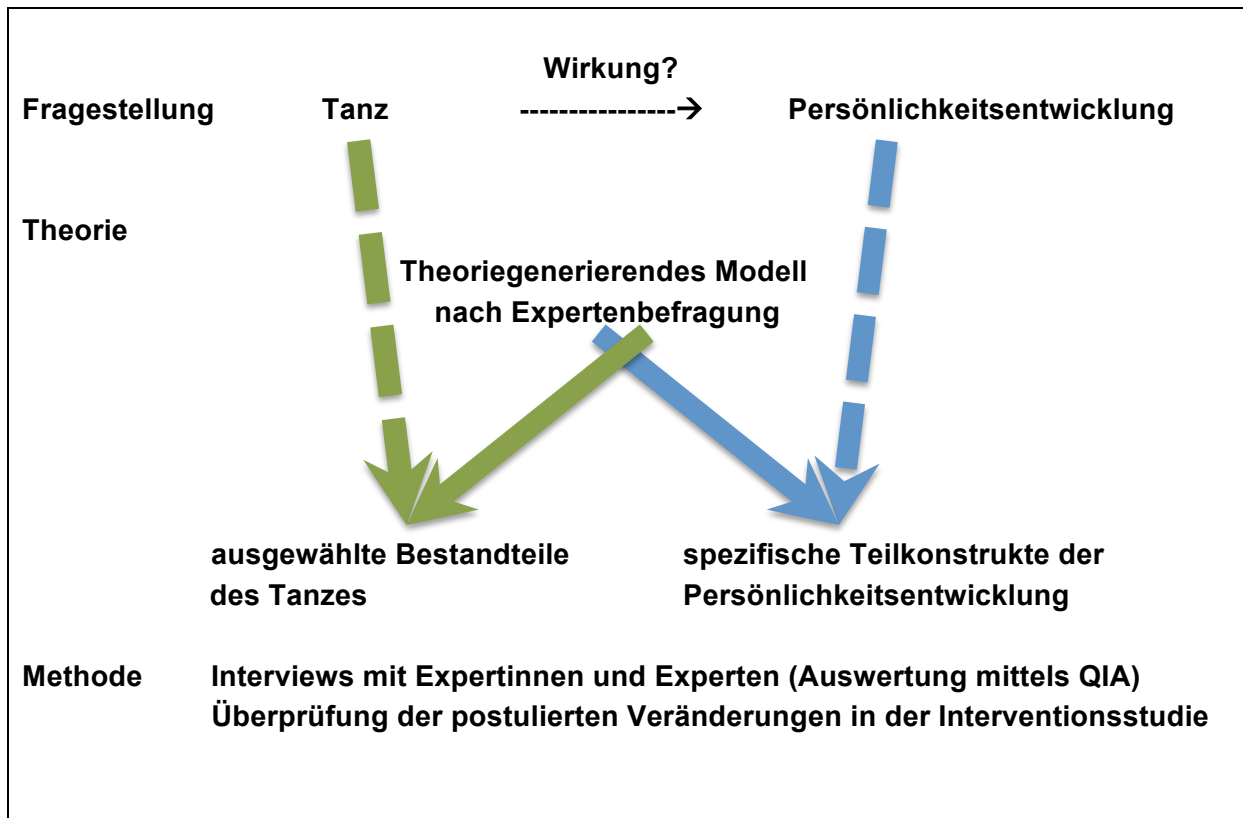 Wirkung?
Fragestellung Tanz ----------------→ Persönlichkeitsentwicklung
Theorie
Theoriegenerierendes Modell
nach Expertenbefragung
ausgewählte Bestandteile spezifische Teilkonstrukte der
des Tanzes Persönlichkeitsentwicklung
Methode Interviews mit Expertinnen und Experten (Auswertung mittels QIA)
Überprüfung der postulierten Veränderungen in der Interventionsstudie